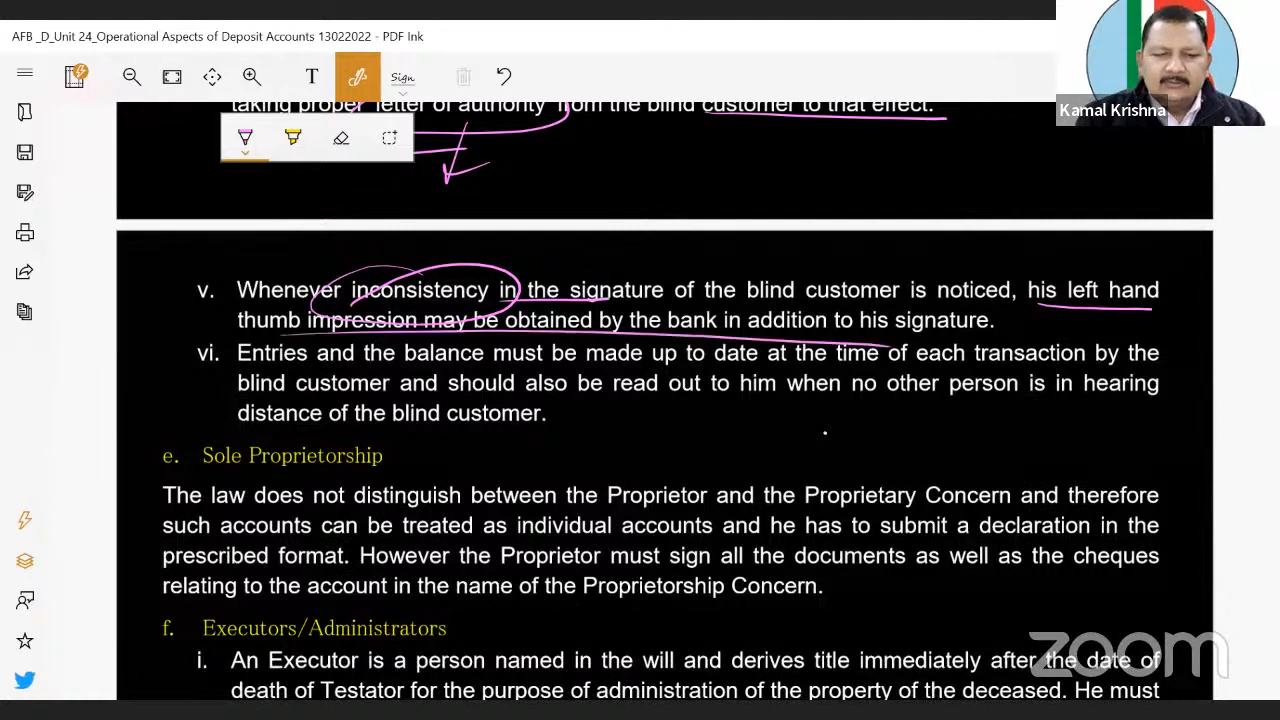 AFB _D_Unit 24_Operational Aspects of Deposit Accounts 13022022 - PDF Ink
T
Sign
Kamal Krishna
taking proper letter of authority from the blind customer to that effect.
v. Whenever inconsistency in the signature of the blind customer is noticed, his left hand
thumb impression may be obtained by the bank in addition to his signature.
vi. Entries and the balance must be made up to date at the time of each transaction by the
blind customer and should also be read out to him when no other person is in hearing
distance of the blind customer.
e. Sole Proprietorship
The law does not distinguish between the Proprietor and the Proprietary Concern and therefore
such accounts can be treated as individual accounts and he has to submit a declaration in the
prescribed format. However the Proprietor must sign all the documents as well as the cheques
relating to the account in the name of the Proprietorship Concern.
f. Executors/Administrators
i. An Executor is a person named in the will and derives title immediately after the date of
death of Testator for the purpose of administration of the property of the deceased. He must
zoom